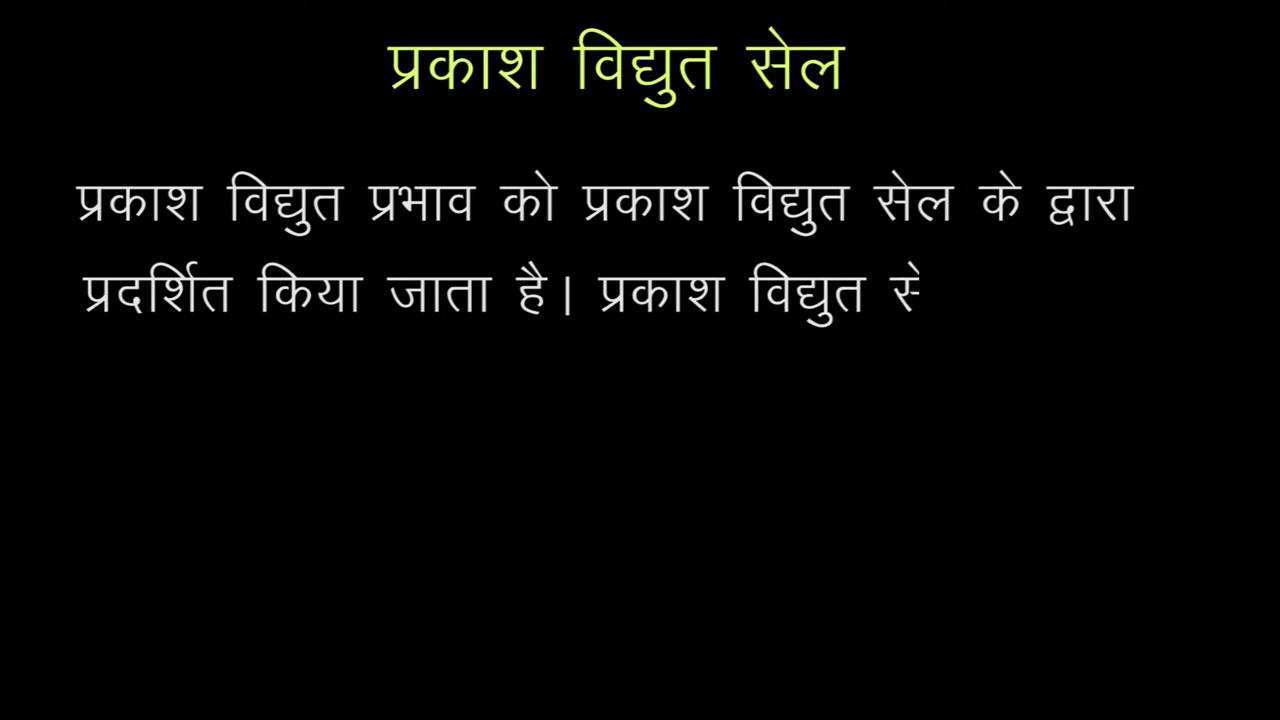 प्रकाश विद्युत सेल
प्रकाश विद्युत प्रभाव को प्रकाश विद्युत सेल के द्वारा
प्रदर्शित किया जाता है। प्रकाश विद्युत